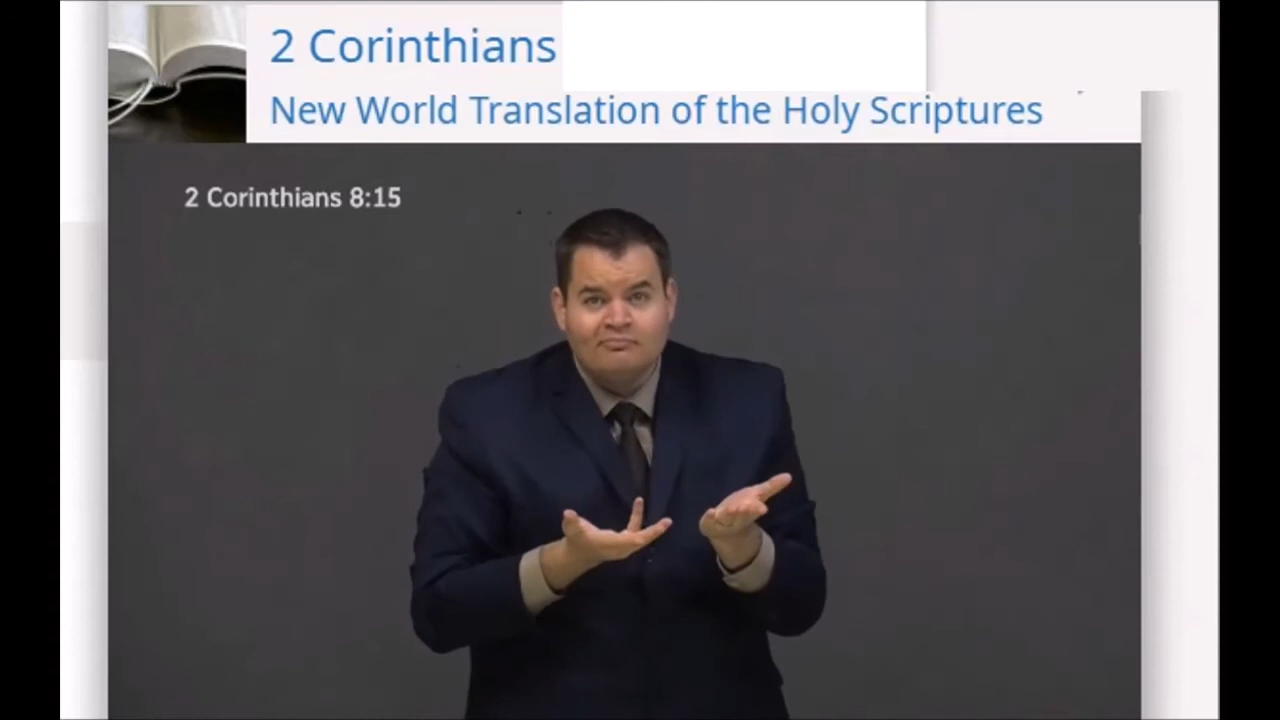 2 Corinthians
New World Translation of the Holy Scriptures
2 Corinthians 8:15